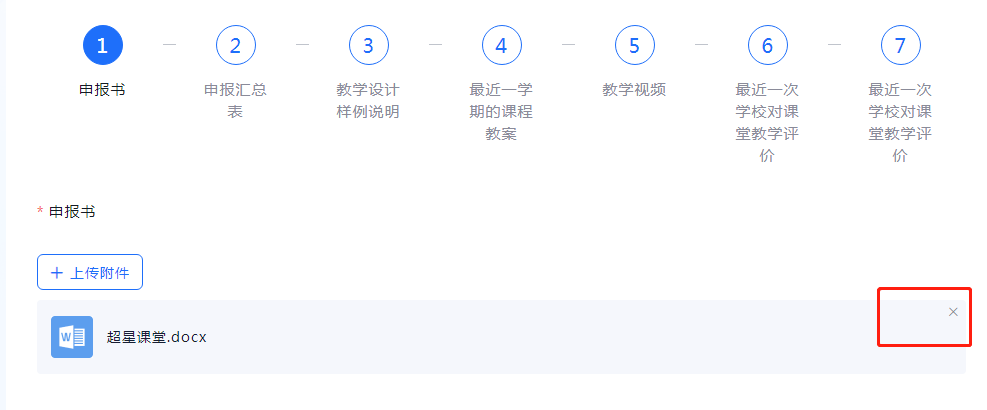 1 2 3 4 5 6 7
申报书 申报汇总 教学设计 最近一学 教学视频 最近一次 最近一次
表 样例说明 期的课程 学校对课 学校对课
教案 堂教学评 堂教学评
价 价
* 申报书
+ 上传附件
W 超星课堂.docx